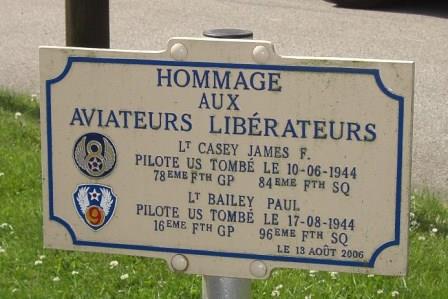 HOMMAGE
AUX
AVIATEURS LIBÉRATEURS
LT CASEY JAMES F.
PILOTE US TOMBÉ LE 10-06-1944
78EME FTH GP 84EME FTH SQ
8
LT BAILEY PAUL
PILOTE US TOMBÉ LE 17-08-1944
16EME FTH GP 96EME FTH SQ
9
LE 13 AOÛT 2006